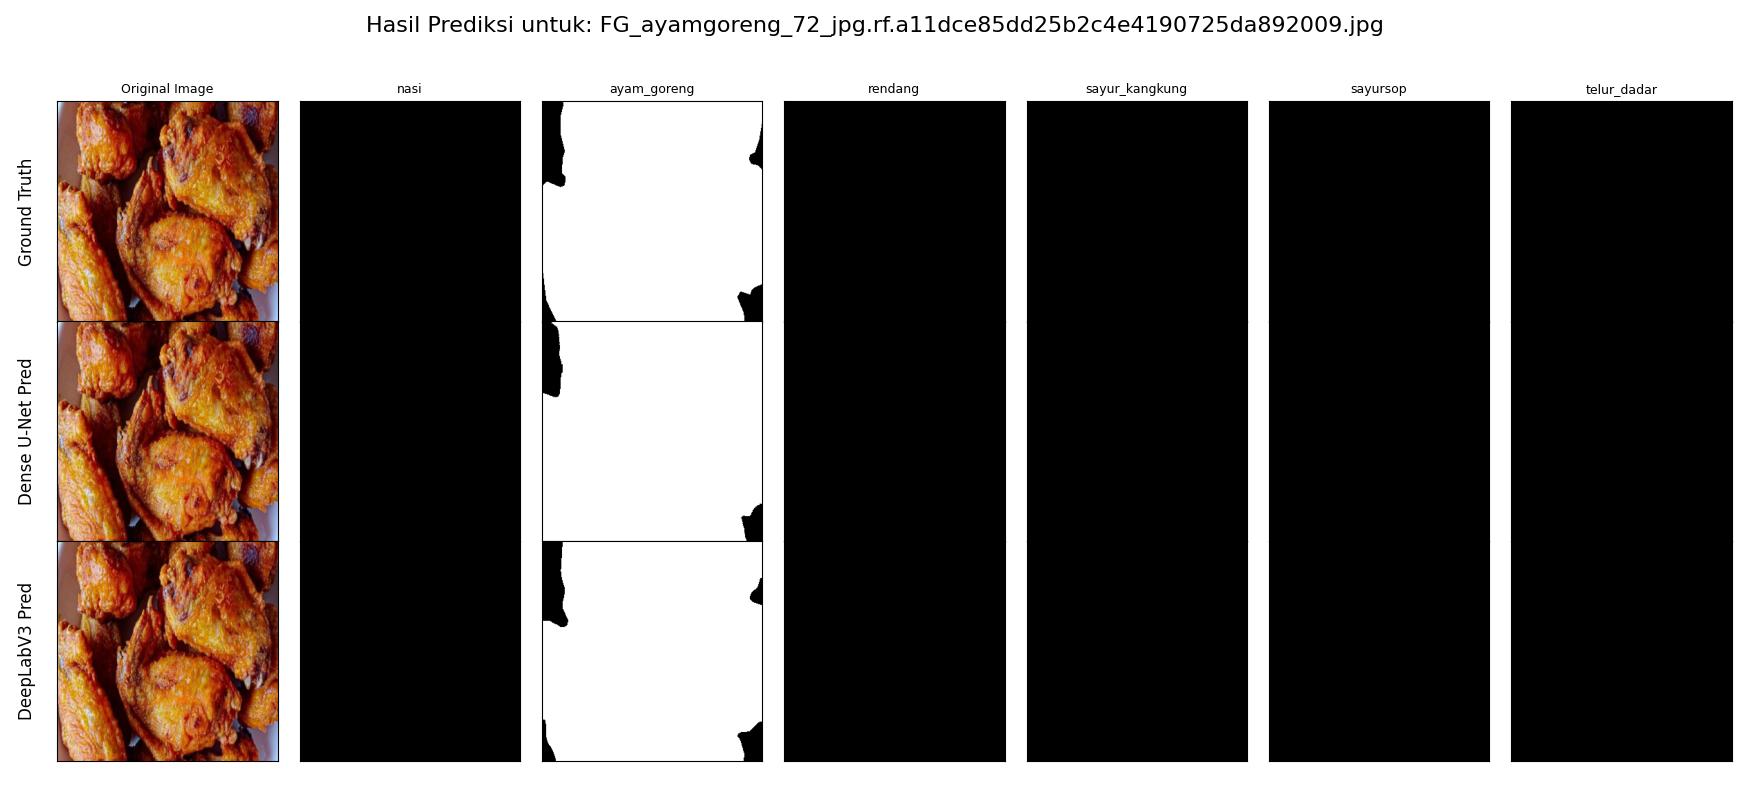 Hasil Prediksi untuk: FG_ayamgoreng_72_jpg.rf.a11dce85dd25b2c4e4190725da892009.jpg
Original Image
nasi
ayam_goreng
rendang
sayur_kangkung
sayursop
telur_dadar
Ground Truth
Dense U-Net Pred
DeepLabV3 Pred